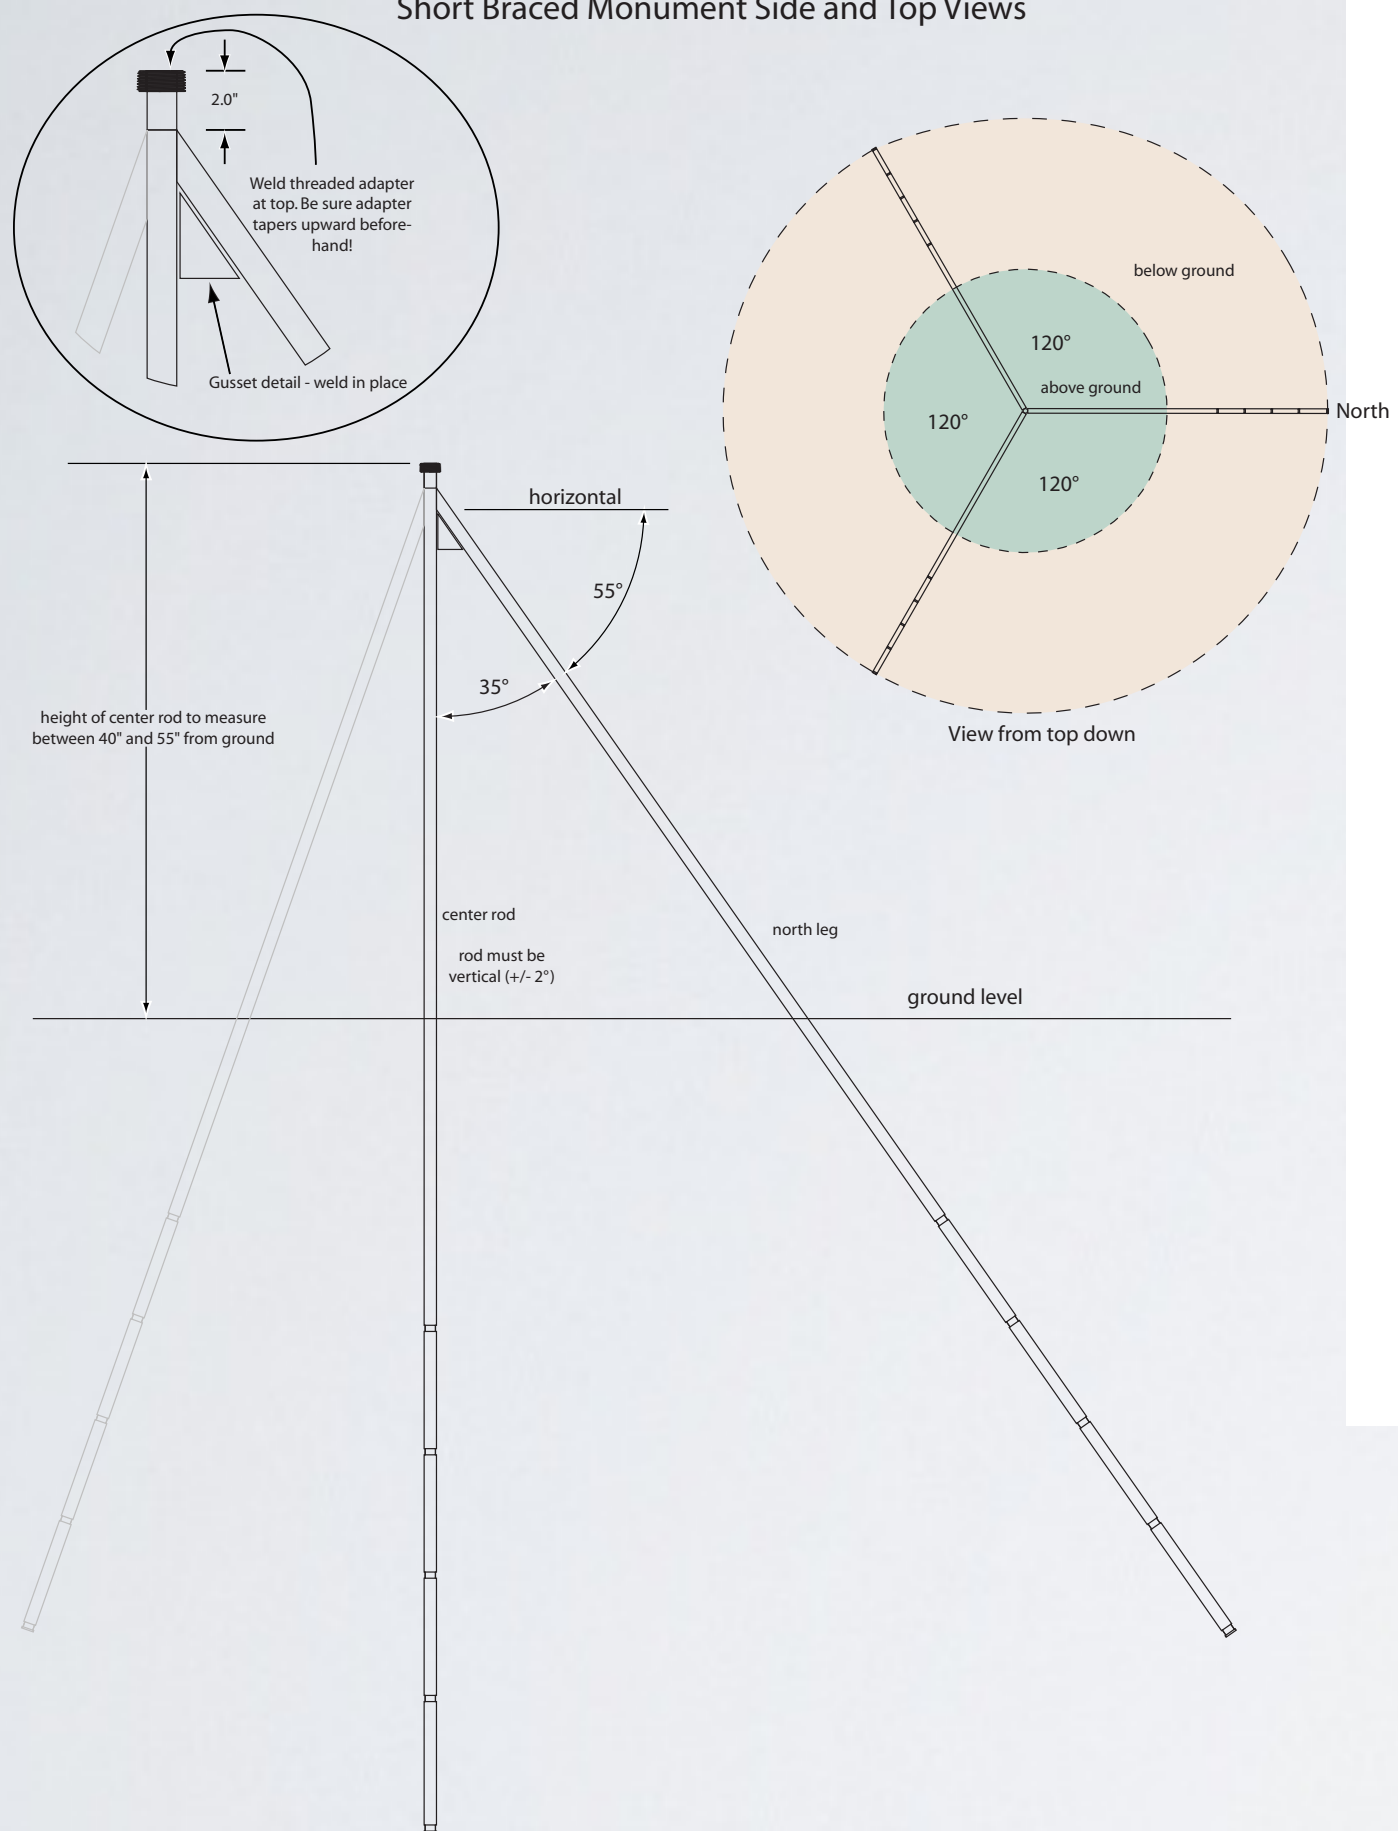 Short Braced Monument Side and Top Views
2.0"
Weld threaded adapter
at top. Be sure adapter
tapers upward before-
hand!
Gusset detail - weld in place
below ground
120°
above ground
120°
North
120°
View from top down
horizontal
55°
35°
height of center rod to measure
between 40" and 55" from ground
center rod
rod must be
vertical (+/- 2°)
north leg
ground level